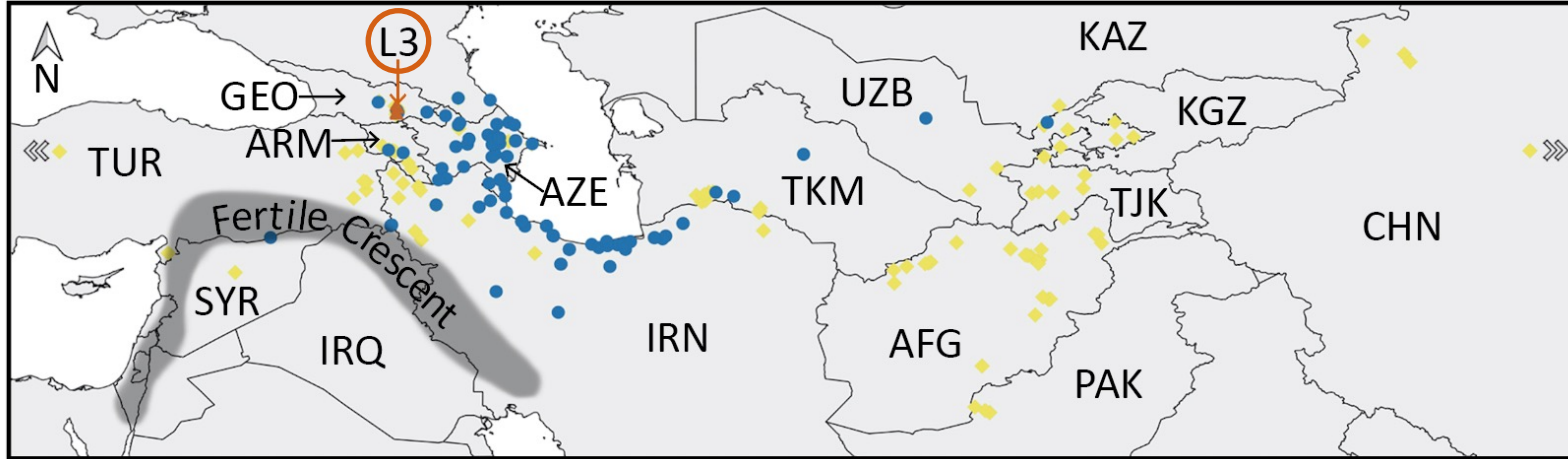 L3
KAZ
N
GEO
UZB
KGZ
ARM
TUR
AZE
TKM
TJK
CHN
Fertile Crescent
SYR
IRQ
IRN
AFG
PAK